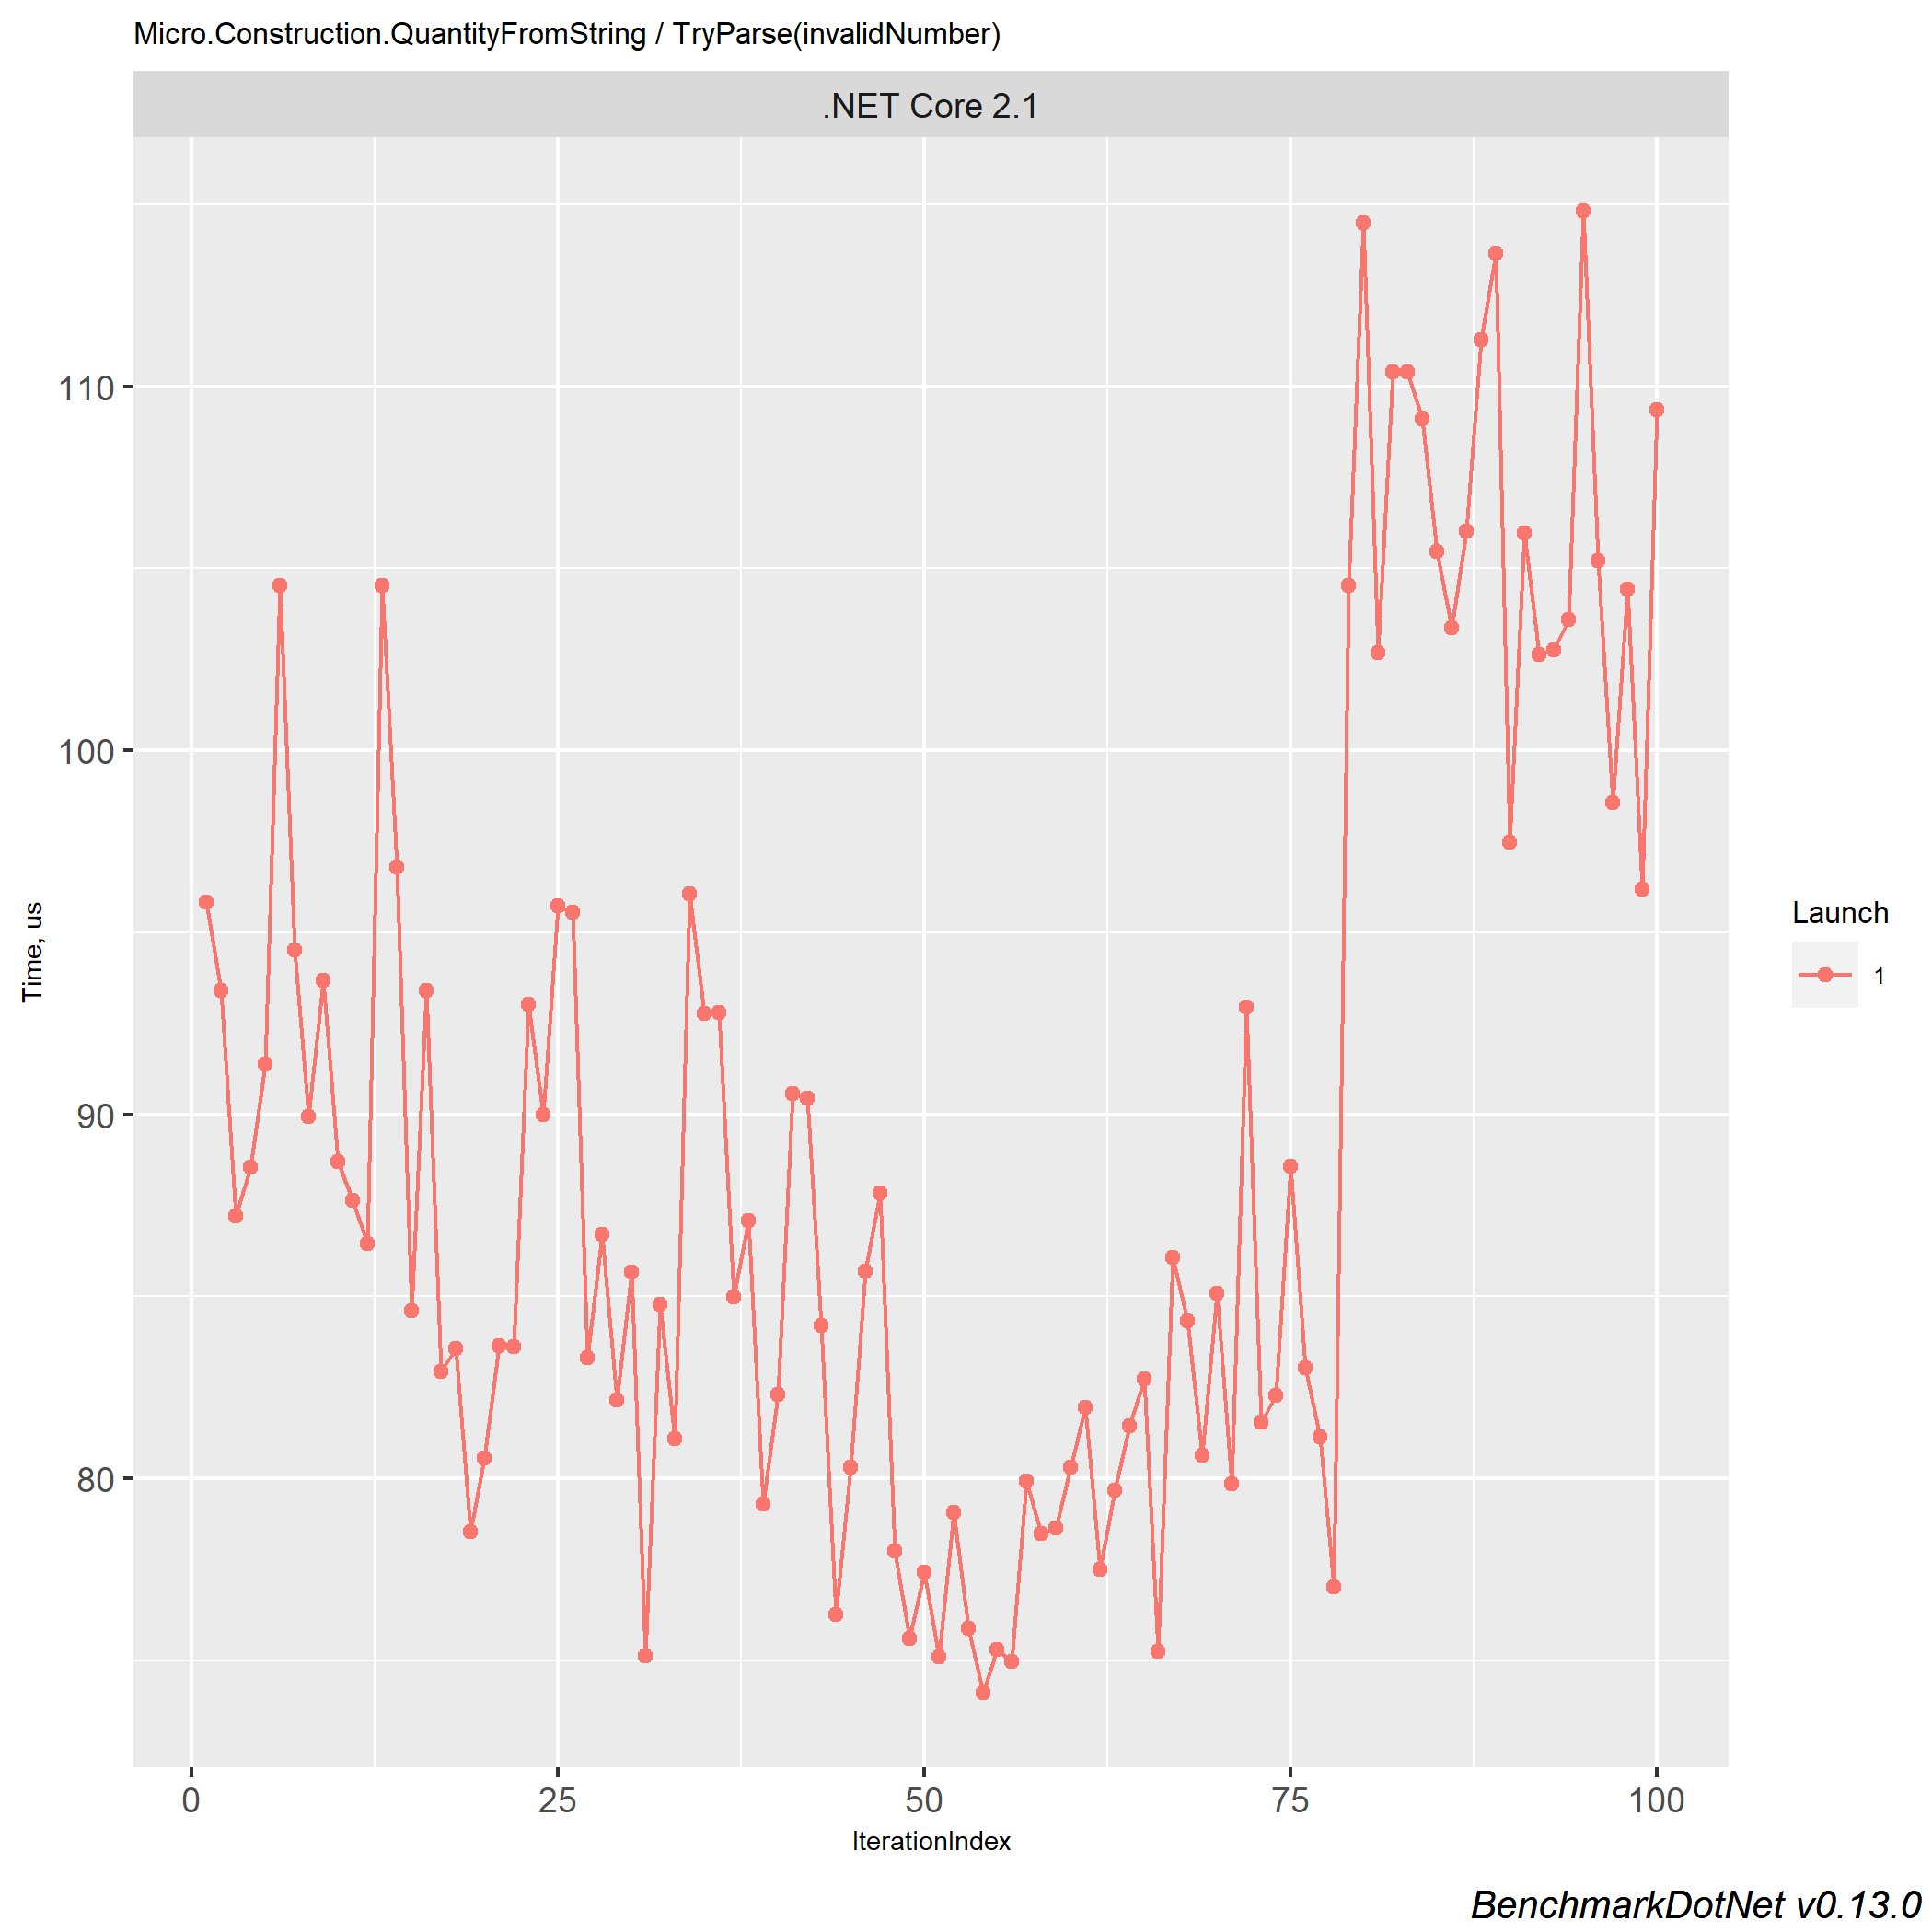 Micro.Construction.QuantityFromString / TryParse(invalidNumber)
.NET Core 2.1
110
100
90
80
Time, us
0 25 50 75 100
IterationIndex
Launch
1
BenchmarkDotNet v0.13.0